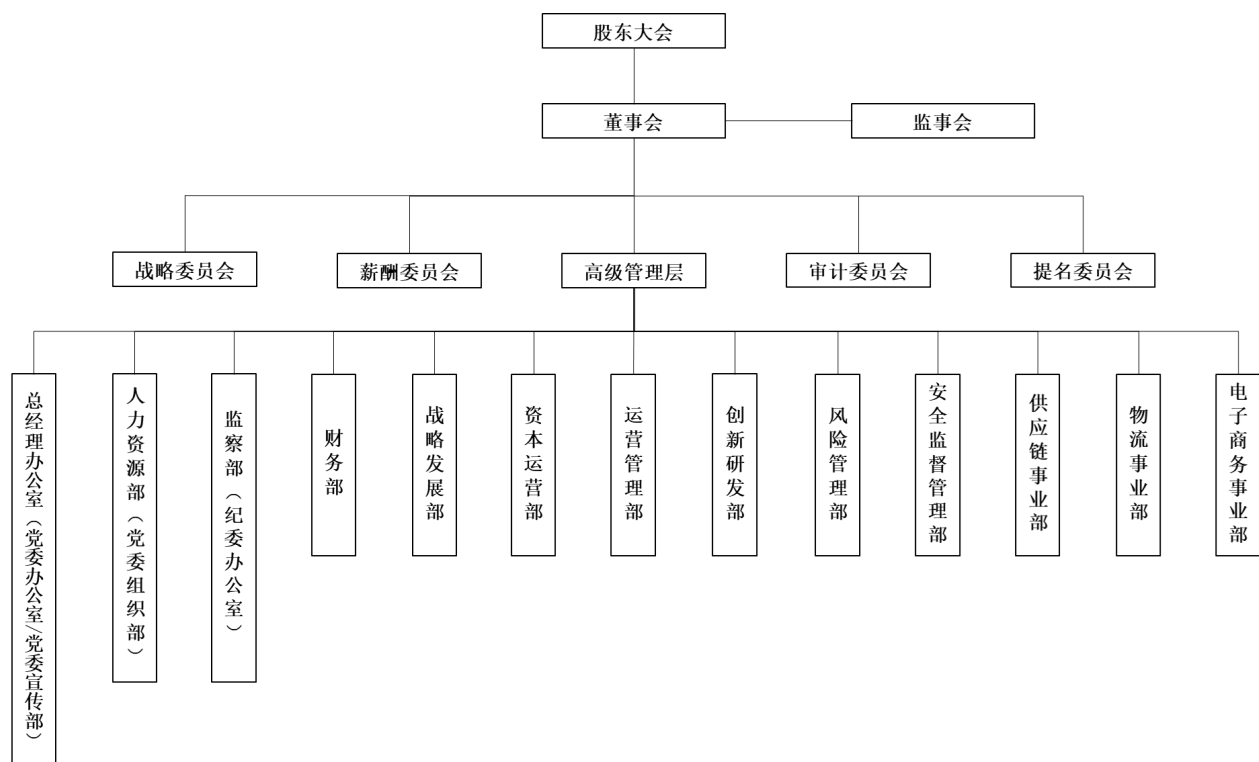 股东大会
董事会
监事会
战略委员会
薪酬委员会
高级管理层
审计委员会
提名委员会
总经理办公室（党委办公室/党委宣传部）
人力资源部（党委组织部）
监察部（纪委办公室）
财务部
战略发展部
资本运营部
运营管理部
创新研发部
风险管理部
安全监督管理部
供应链事业部
物流事业部
电子商务事业部